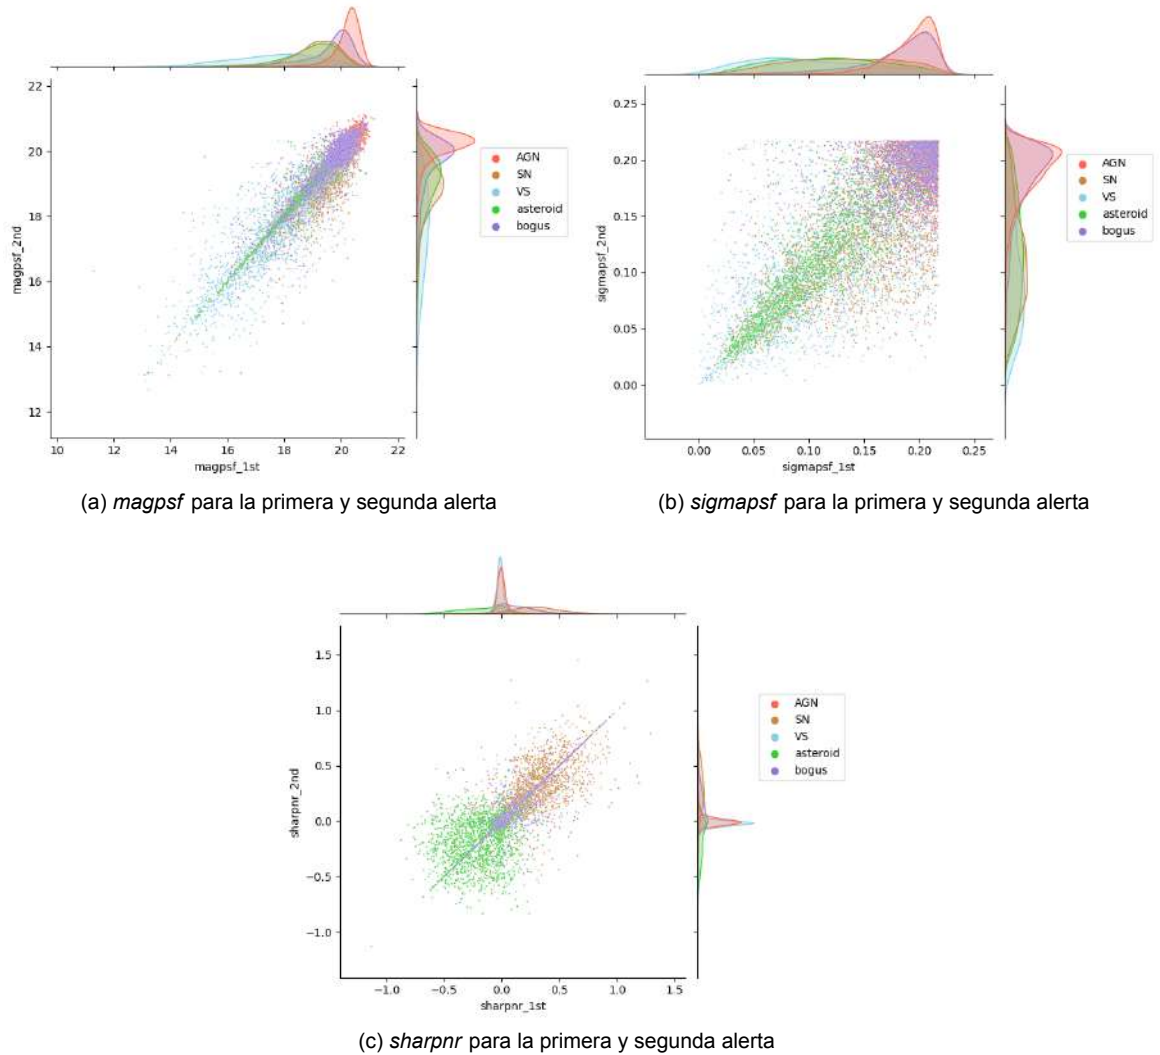 22
20
18
16
14
12
magpsf_2nd
10
12
14
16
18
20
22
magpsf_1st
AGN
SN
VS
asteroid
bogus
(a) magpsf para la primera y segunda alerta
0.25
0.20
0.15
0.10
0.05
0.00
sigmapsf_2nd
0.00
0.05
0.10
0.15
0.20
0.25
sigmapsf_1st
AGN
SN
VS
asteroid
bogus
(b) sigmapsf para la primera y segunda alerta
1.5
1.0
0.5
0.0
−0.5
−1.0
sharpnr_2nd
−1.0
−0.5
0.0
0.5
1.0
1.5
sharpnr_1st
AGN
SN
VS
asteroid
bogus
(c) sharpnr para la primera y segunda alerta